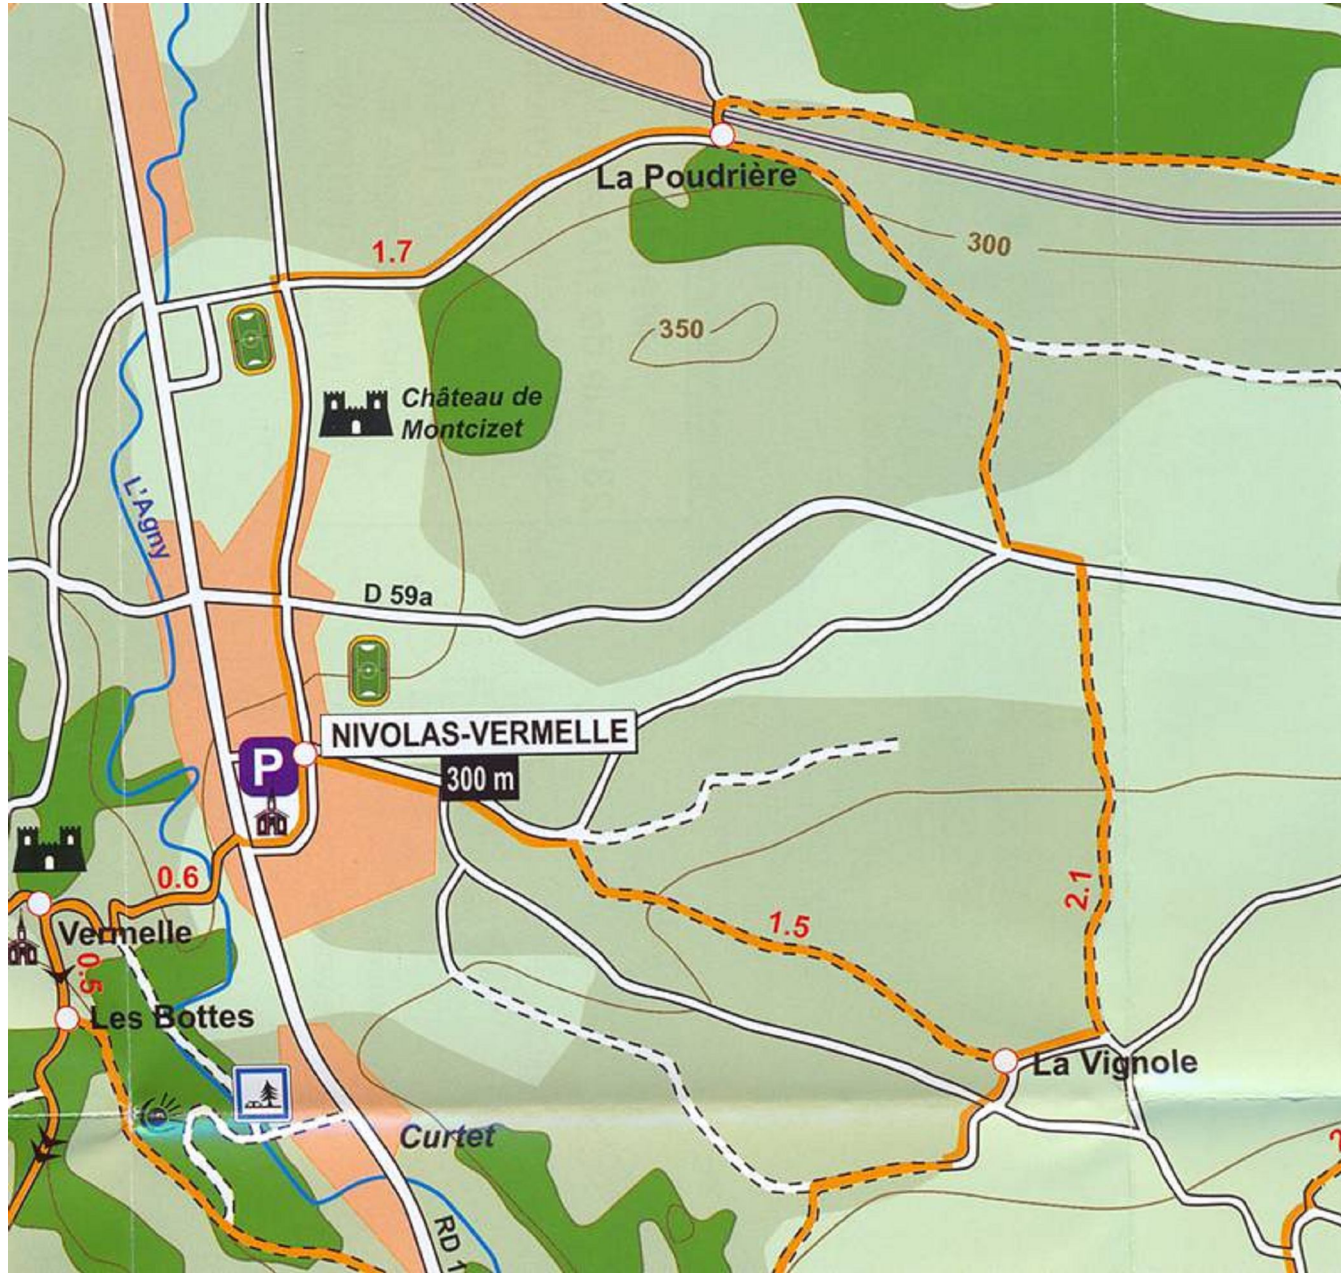 La Poudrière
1.7
300
350
Château de
Montcizet
L'Agny
D 59a
NIVOLAS-VERMELLE
P
300 m
0.6
2.1
1.5
Vermelle
0.5
Les Bottes
La Vignole
Curtet
RD 1